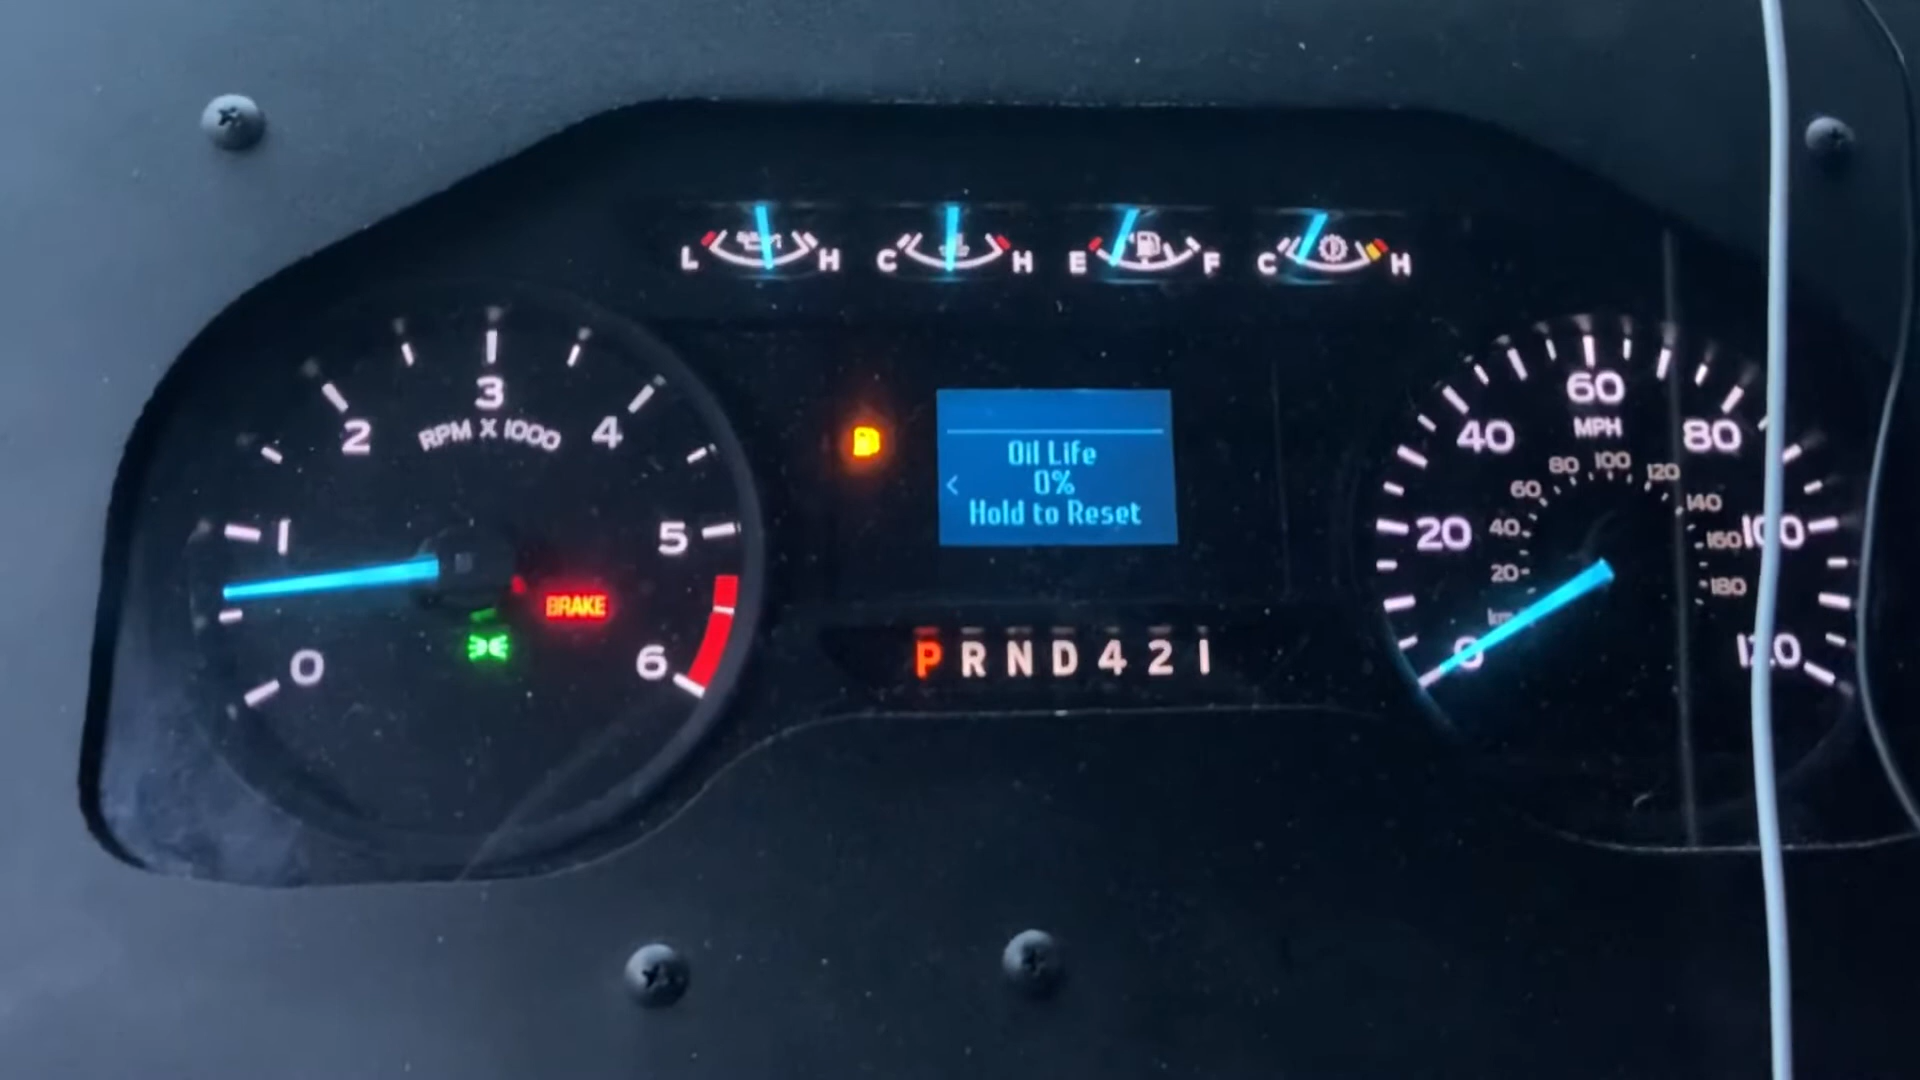 L H C H E F C H
3
2 4
RPM X 1000
1 5
0 6
BRAKE
Oil Life
0%
< Hold to Reset
P R N D 4 2 1
60
MPH
40 80
20 100
0 120
80 100 120
60 140
40 160
20 180